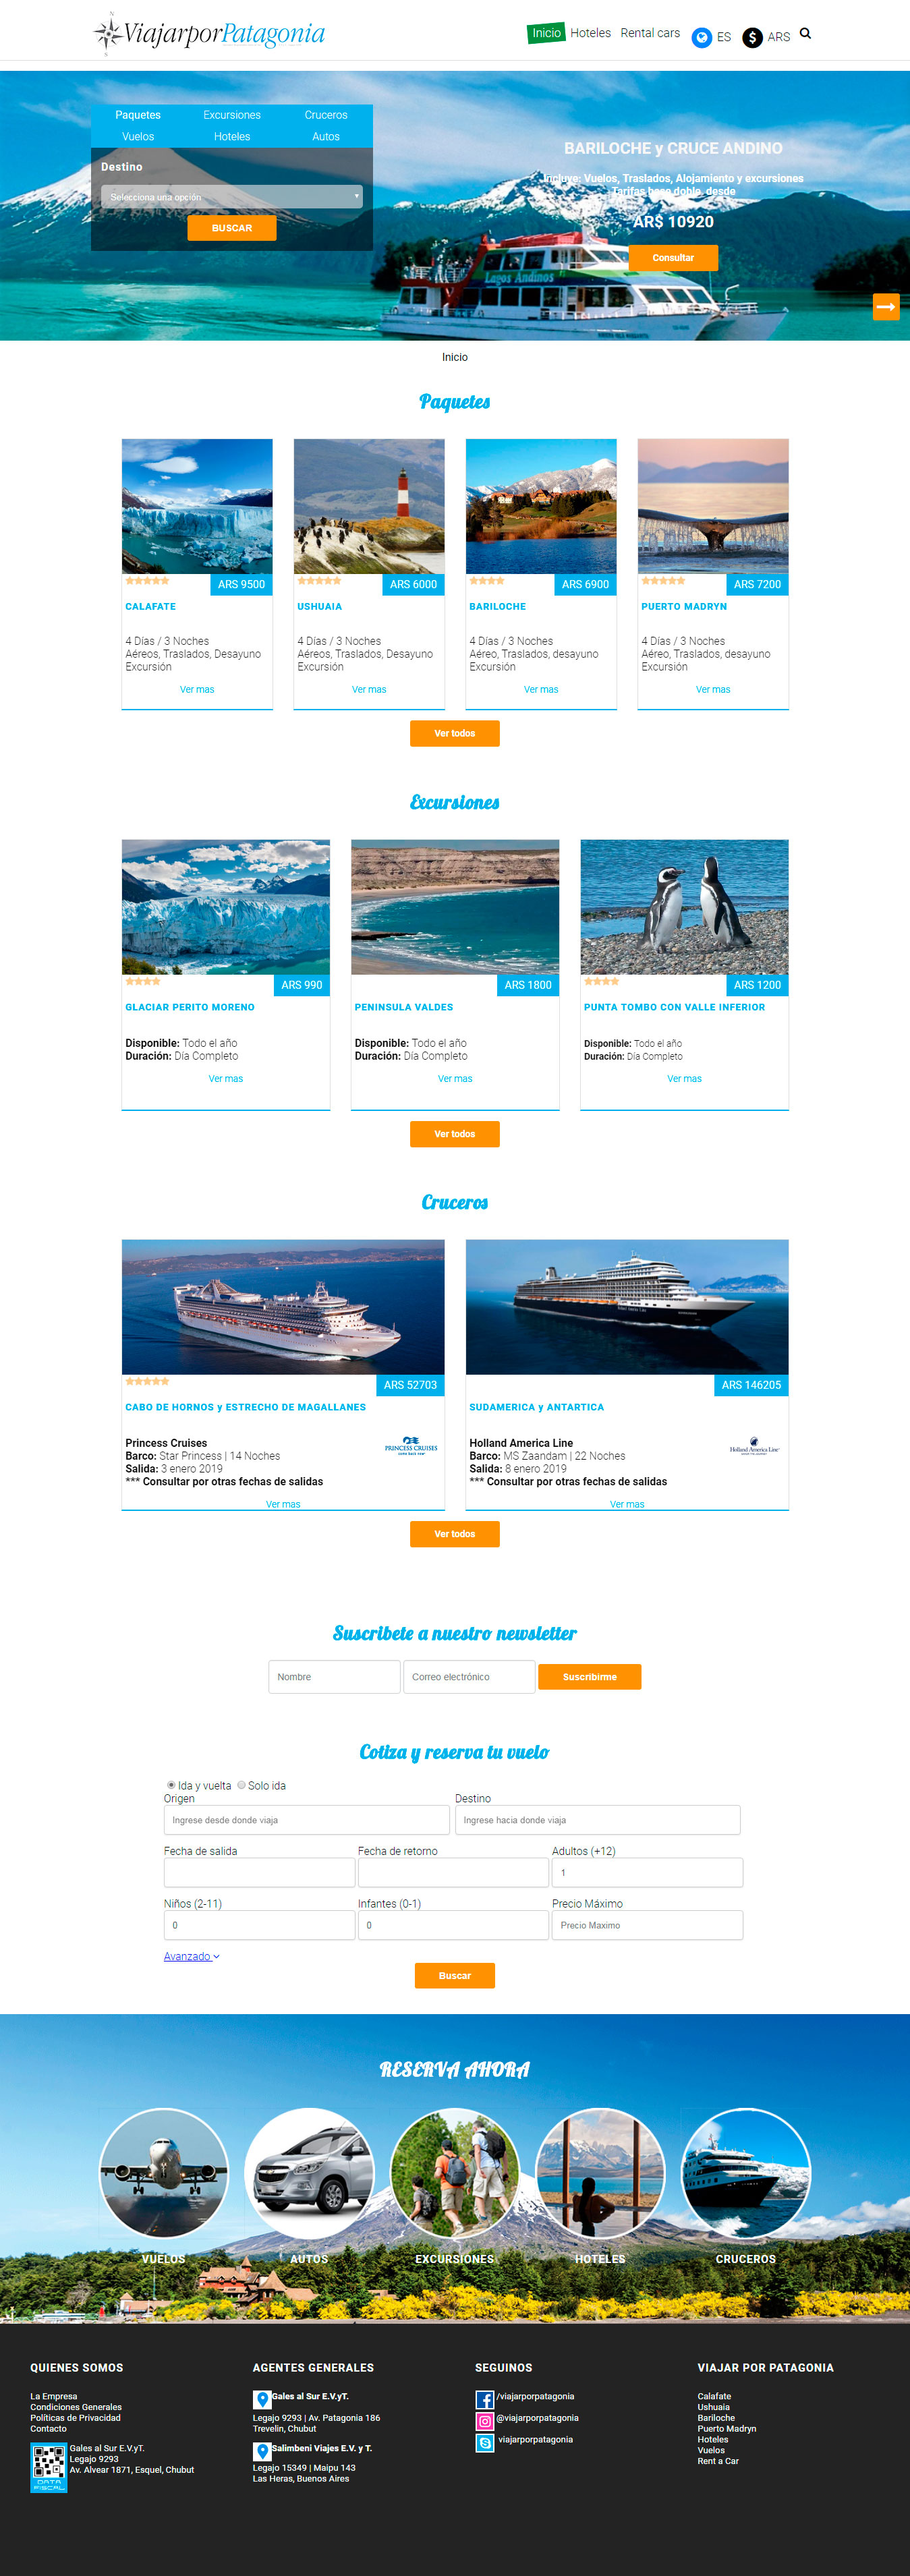 ViajarporPatagonia
Inicio Hoteles Rental cars ES ARS
Paquetes Excursiones Cruceros
Vuelos Hoteles Autos
Destino
Selecciona una opción
BUSCAR
BARILOCHE y CRUCE ANDINO
Incluye: Vuelos, Traslados, Alojamiento y excursiones
Tarifas base doble, desde
AR$ 10920
Consultar
Lagos Andinos
Inicio
Paquetes
ARS 9500
CALAFATE
4 Días / 3 Noches
Aéreos, Traslados, Desayuno
Excursión
Ver mas
ARS 6000
USHUAIA
4 Días / 3 Noches
Aéreos, Traslados, Desayuno
Excursión
Ver mas
ARS 6900
BARILOCHE
4 Días / 3 Noches
Aéreo, Traslados, desayuno
Excursión
Ver mas
ARS 7200
PUERTO MADRYN
4 Días / 3 Noches
Aéreo, Traslados, desayuno
Excursión
Ver mas
Ver todos
Excursiones
ARS 990
GLACIAR PERITO MORENO
Disponible: Todo el año
Duración: Día Completo
Ver mas
ARS 1800
PENINSULA VALDES
Disponible: Todo el año
Duración: Día Completo
Ver mas
ARS 1200
PUNTA TOMBO CON VALLE INFERIOR
Disponible: Todo el año
Duración: Día Completo
Ver mas
Ver todos
Cruceros
ARS 52703
CABO DE HORNOS y ESTRECHO DE MAGALLANES
Princess Cruises
Barco: Star Princess | 14 Noches
Salida: 3 enero 2019
*** Consultar por otras fechas de salidas
PRINCESS CRUISES
Ver mas
ARS 146205
SUDAMERICA y ANTARTICA
Holland America Line
Barco: MS Zaandam | 22 Noches
Salida: 8 enero 2019
*** Consultar por otras fechas de salidas
Holland America Line
Ver mas
Ver todos
Suscribete a nuestro newsletter
Nombre Correo electrónico Suscribirme
Cotiza y reserva tu vuelo
Ida y vuelta Solo ida
Origen Destino
Ingrese desde donde viaja Ingrese hacia donde viaja
Fecha de salida Fecha de retorno Adultos (+12)
1
Niños (2-11) Infantes (0-1) Precio Máximo
0 0 Precio Maximo
Avanzado
Buscar
RESERVA AHORA
VUELOS AUTOS EXCURSIONES HOTELES CRUCEROS
QUIENES SOMOS
La Empresa
Condiciones Generales
Políticas de Privacidad
Contacto
DATA
FISCAL
Gales al Sur E.V.yT.
Legajo 9293
Av. Alvear 1871, Esquel, Chubut
AGENTES GENERALES
Gales al Sur E.V.yT.
Legajo 9293 | Av. Patagonia 186
Trevelin, Chubut
Salimbeni Viajes E.V. y T.
Legajo 15349 | Maipu 143
Las Heras, Buenos Aires
SEGUINOS
/viajarporpatagonia
@viajarporpatagonia
viajarporpatagonia
VIAJAR POR PATAGONIA
Calafate
Ushuaia
Bariloche
Puerto Madryn
Hoteles
Vuelos
Rent a Car